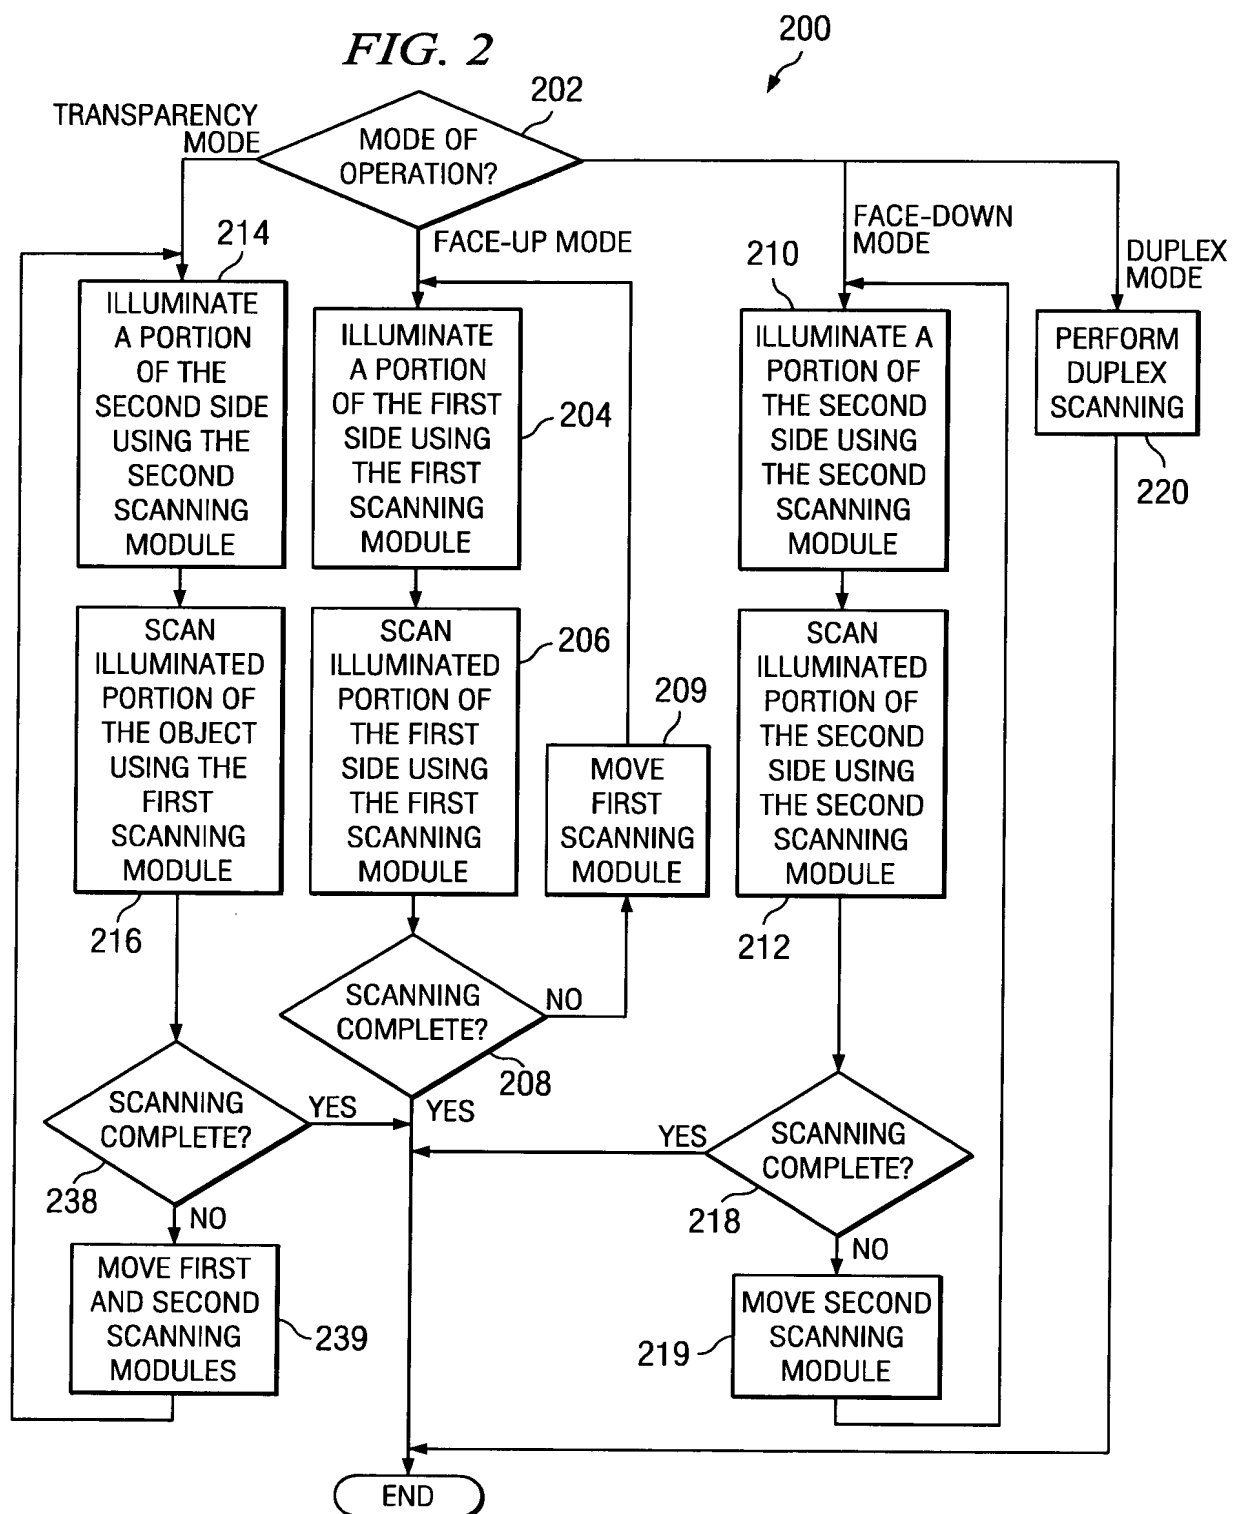 FIG. 2
200
202
TRANSPARENCY
MODE
MODE OF
OPERATION?
FACE-UP MODE
FACE-DOWN
MODE
DUPLEX
MODE
214
ILLUMINATE
A PORTION
OF THE
SECOND SIDE
USING THE
SECOND
SCANNING
MODULE
ILLUMINATE
A PORTION
OF THE FIRST
SIDE USING
THE FIRST
SCANNING
MODULE
204
210
ILLUMINATE A
PORTION OF
THE SECOND
SIDE USING
THE SECOND
SCANNING
MODULE
PERFORM
DUPLEX
SCANNING
220
SCAN
ILLUMINATED
PORTION OF
THE OBJECT
USING THE
FIRST
SCANNING
MODULE
216
SCAN
ILLUMINATED
PORTION OF
THE FIRST
SIDE USING
THE FIRST
SCANNING
MODULE
206
209
MOVE
FIRST
SCANNING
MODULE
SCAN
ILLUMINATED
PORTION OF
THE SECOND
SIDE USING
THE SECOND
SCANNING
MODULE
212
SCANNING
COMPLETE?
NO
208
YES
SCANNING
COMPLETE?
YES
238
NO
SCANNING
COMPLETE?
YES
218
NO
MOVE FIRST
AND SECOND
SCANNING
MODULES
239
MOVE SECOND
SCANNING
MODULE
219
END